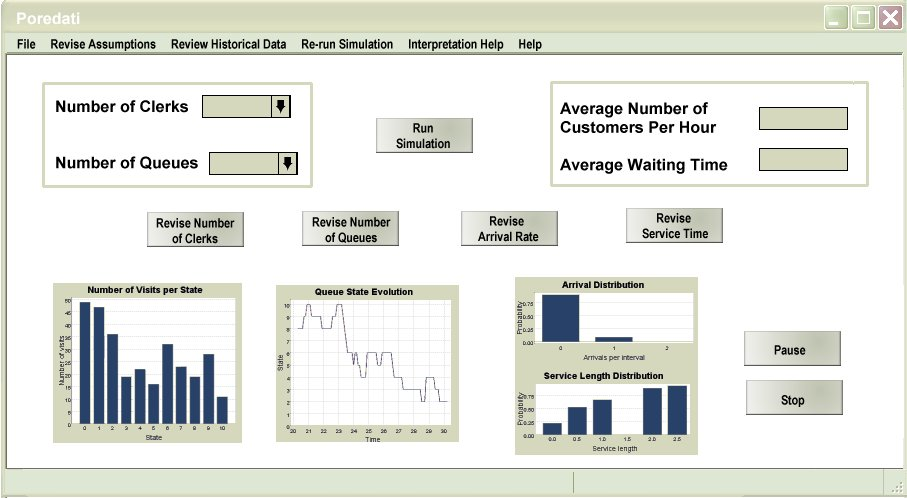 Poredati
File Revise Assumptions Review Historical Data Re-run Simulation Interpretation Help Help
Number of Clerks
Number of Queues
Run
Simulation
Average Number of
Customers Per Hour
Average Waiting Time
Revise Number
of Clerks
Revise Number
of Queues
Revise
Arrival Rate
Revise
Service Time
Number of Visits per State
Number of visits
50
45
40
35
30
25
20
15
10
5
0
0 1 2 3 4 5 6 7 8 9 10
State
Queue State Evolution
State
10
9
8
7
6
5
4
3
2
1
0
20 21 22 23 24 25 26 27 28 29 30
Time
Arrival Distribution
Probability
0.75
0.50
0.25
0.00
0 1 2
Arrivals per interval
Service Length Distribution
Probability
0.75
0.50
0.25
0.00
0.0 0.5 1.0 1.5 2.0 2.5
Service length
Pause
Stop